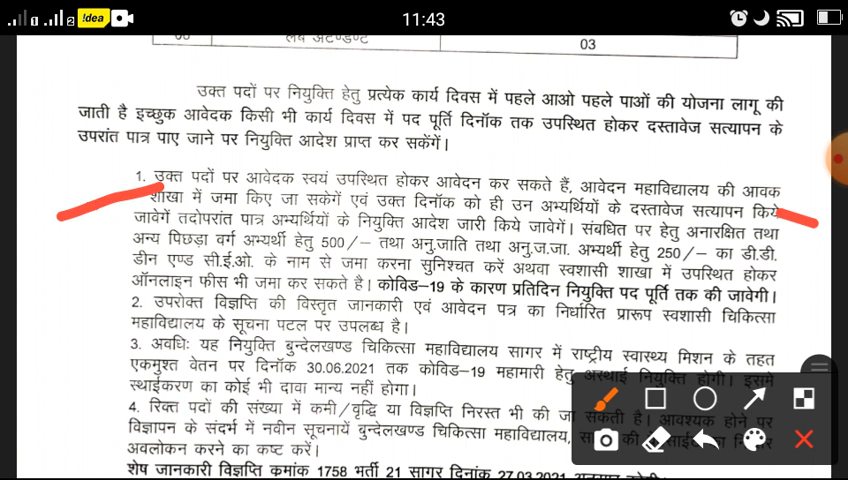 !dea
11:43
लैब अटेण्डेण्ट 03
उक्त पदों पर नियुक्ति हेतु प्रत्येक कार्य दिवस में पहले आओ पहले पाओं की योजना लागू की
जाती है इच्छुक आवेदक किसी भी कार्य दिवस में पद पूर्ति दिनॉक तक उपस्थित होकर दस्तावेज सत्यापन के
उपरांत पात्र पाए जाने पर नियुक्ति आदेश प्राप्त कर सकेंगें।
1. उक्त पदों पर आवेदक स्वयं उपस्थित होकर आवेदन कर सकते हैं, आवेदन महाविद्यालय की आवक
शाखा में जमा किए जा सकेगें एवं उक्त दिनॉक को ही उन अभ्यर्थियों के दस्तावेज सत्यापन किये
जावेगें तदोपरांत पात्र अभ्यर्थियों के नियुक्ति आदेश जारी किये जावेगें। संबधित पर हेतु अनारक्षित तथा
अन्य पिछड़ा वर्ग अभ्यर्थी हेतु 500/– तथा अनु.जाति तथा अनु.ज.जा. अभ्यर्थी हेतु 250/– का डी.डी.
डीन एण्ड सी.ई.ओ. के नाम से जमा करना सुनिश्चत करें अथवा स्वशासी शाखा में उपस्थित होकर
ऑनलाइन फीस भी जमा कर सकते है। कोविड–19 के कारण प्रतिदिन नियुक्ति पद पूर्ति तक की जावेगी।
2. उपरोक्त विज्ञप्ति की विस्तृत जानकारी एवं आवेदन पत्र का निर्धारित प्रारूप स्वशासी चिकित्सा
महाविद्यालय के सूचना पटल पर उपलब्ध है।
3. अवधिः यह नियुक्ति बुन्देलखण्ड चिकित्सा महाविद्यालय सागर में राष्ट्रीय स्वास्थ्य मिशन के तहत
एकमुश्त वेतन पर दिनॉक 30.06.2021 तक कोविड–19 महामारी हेतु अस्थाई नियुक्ति होगी। इसमे
स्थाईकरण का कोई भी दावा मान्य नहीं होगा।
4. रिक्त पदों की संख्या में कमी/वृद्धि या विज्ञप्ति निरस्त भी की जा सकती है। आवश्यक होने पर
विज्ञापन के संदर्भ में नवीन सूचनायें बुन्देलखण्ड चिकित्सा महाविद्यालय, की
अवलोकन करने का कष्ट करें।
शेष जानकारी विज्ञप्ति कमांक 1758 भर्ती 21 सागर दिनांक 27.03.2021 अनुसार